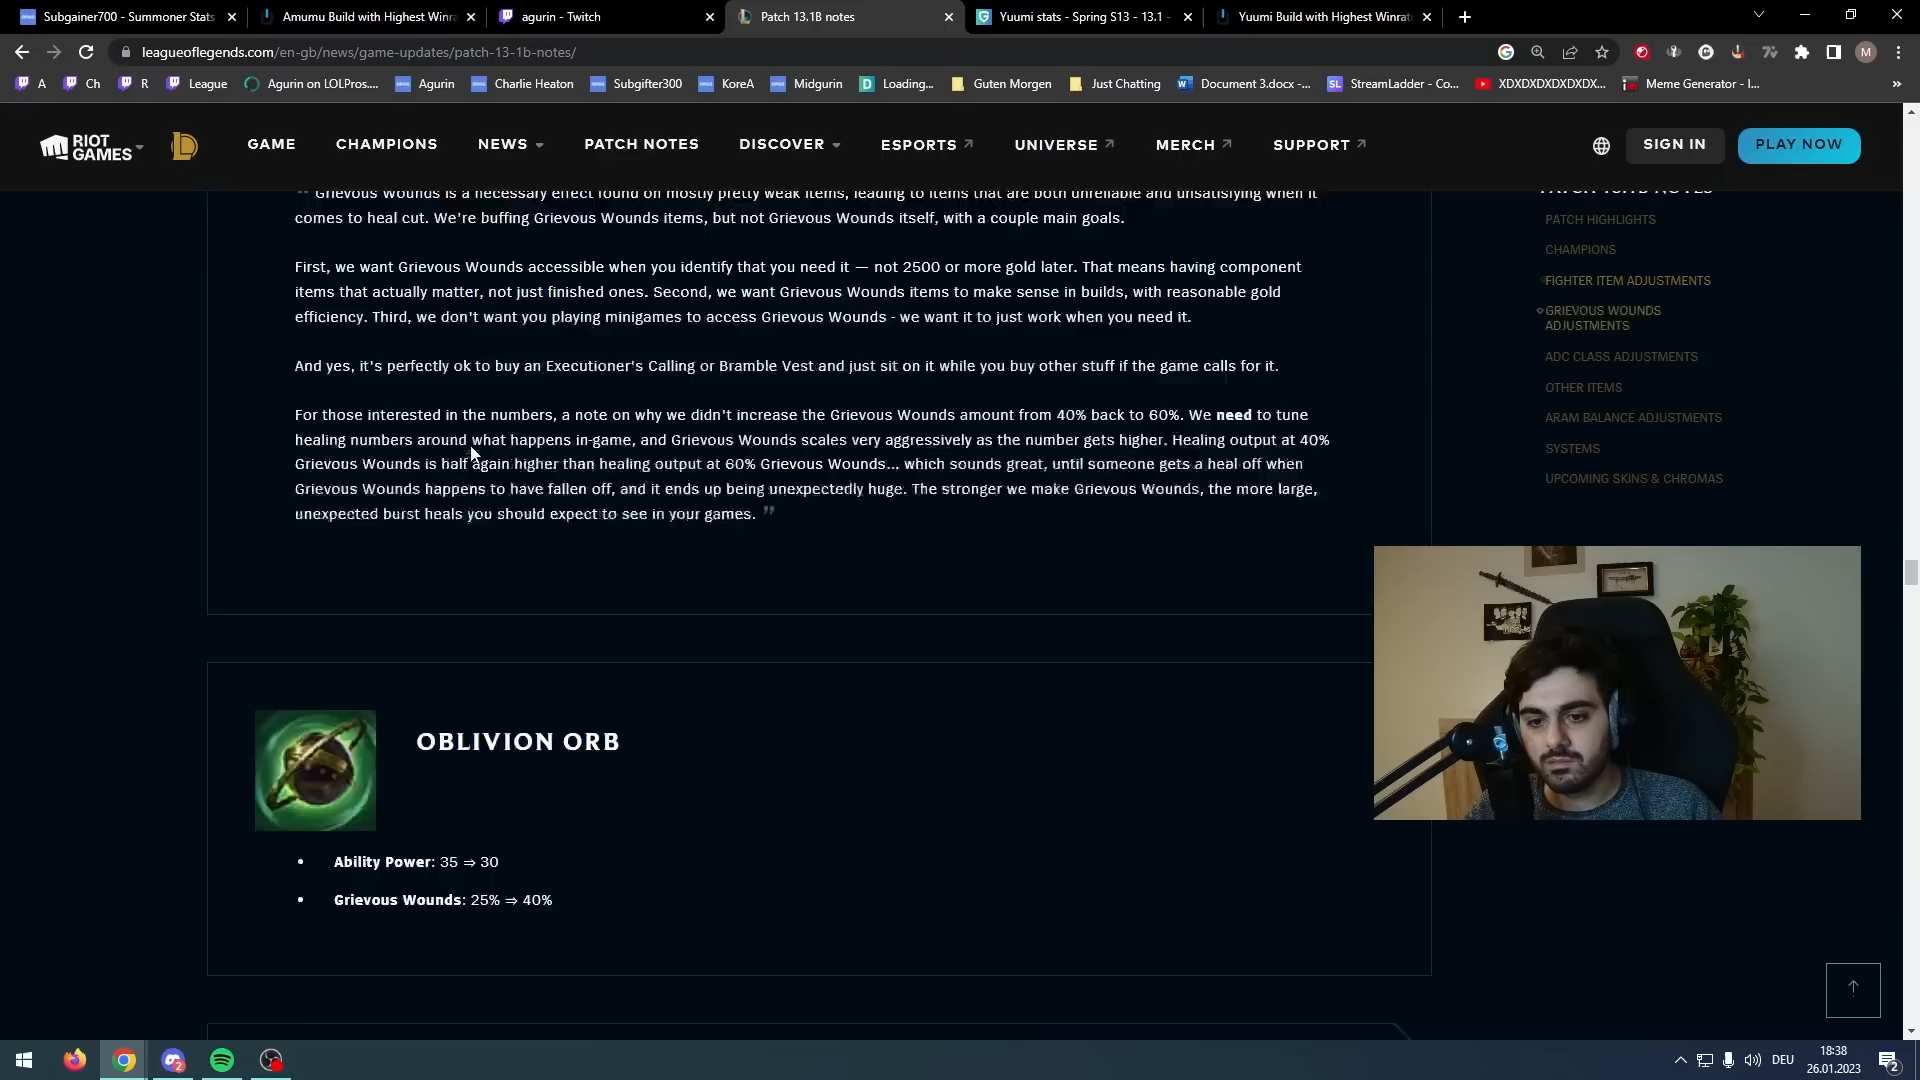 Subgainer700 - Summoner Stats
Amumu Build with Highest Winra
agurin - Twitch
Patch 13.1B notes
Yuumi stats - Spring S13 - 13.1 -
Yuumi Build with Highest Winrat
leagueoflegends.com/en-gb/news/game-updates/patch-13-1b-notes/
M
A
Ch
R
League
Agurin on LOLPros....
Agurin
Charlie Heaton
Subgifter300
KoreA
Midgurin
Loading...
Guten Morgen
Just Chatting
Document 3.docx -...
StreamLadder - Co...
XDXDXDXDXDXDX...
Meme Generator - I...
RIOT GAMES
GAME
CHAMPIONS
NEWS
PATCH NOTES
DISCOVER
ESPORTS
UNIVERSE
MERCH
SUPPORT
SIGN IN
PLAY NOW
" Grievous Wounds is a necessary effect found on mostly pretty weak items, leading to items that are both unreliable and unsatisfying when it
comes to heal cut. We're buffing Grievous Wounds items, but not Grievous Wounds itself, with a couple main goals.
First, we want Grievous Wounds accessible when you identify that you need it — not 2500 or more gold later. That means having component
items that actually matter, not just finished ones. Second, we want Grievous Wounds items to make sense in builds, with reasonable gold
efficiency. Third, we don't want you playing minigames to access Grievous Wounds - we want it to just work when you need it.
And yes, it's perfectly ok to buy an Executioner's Calling or Bramble Vest and just sit on it while you buy other stuff if the game calls for it.
For those interested in the numbers, a note on why we didn't increase the Grievous Wounds amount from 40% back to 60%. We need to tune
healing numbers around what happens in-game, and Grievous Wounds scales very aggressively as the number gets higher. Healing output at 40%
Grievous Wounds is half again higher than healing output at 60% Grievous Wounds... which sounds great, until someone gets a heal off when
Grievous Wounds happens to have fallen off, and it ends up being unexpectedly huge. The stronger we make Grievous Wounds, the more large,
unexpected burst heals you should expect to see in your games. "
PATCH 13.1B NOTES
PATCH HIGHLIGHTS
CHAMPIONS
FIGHTER ITEM ADJUSTMENTS
GRIEVOUS WOUNDS
ADJUSTMENTS
ADC CLASS ADJUSTMENTS
OTHER ITEMS
ARAM BALANCE ADJUSTMENTS
SYSTEMS
UPCOMING SKINS & CHROMAS
OBLIVION ORB
• Ability Power: 35 ⇒ 30
• Grievous Wounds: 25% ⇒ 40%
DEU
18:38
26.01.2023
2
2